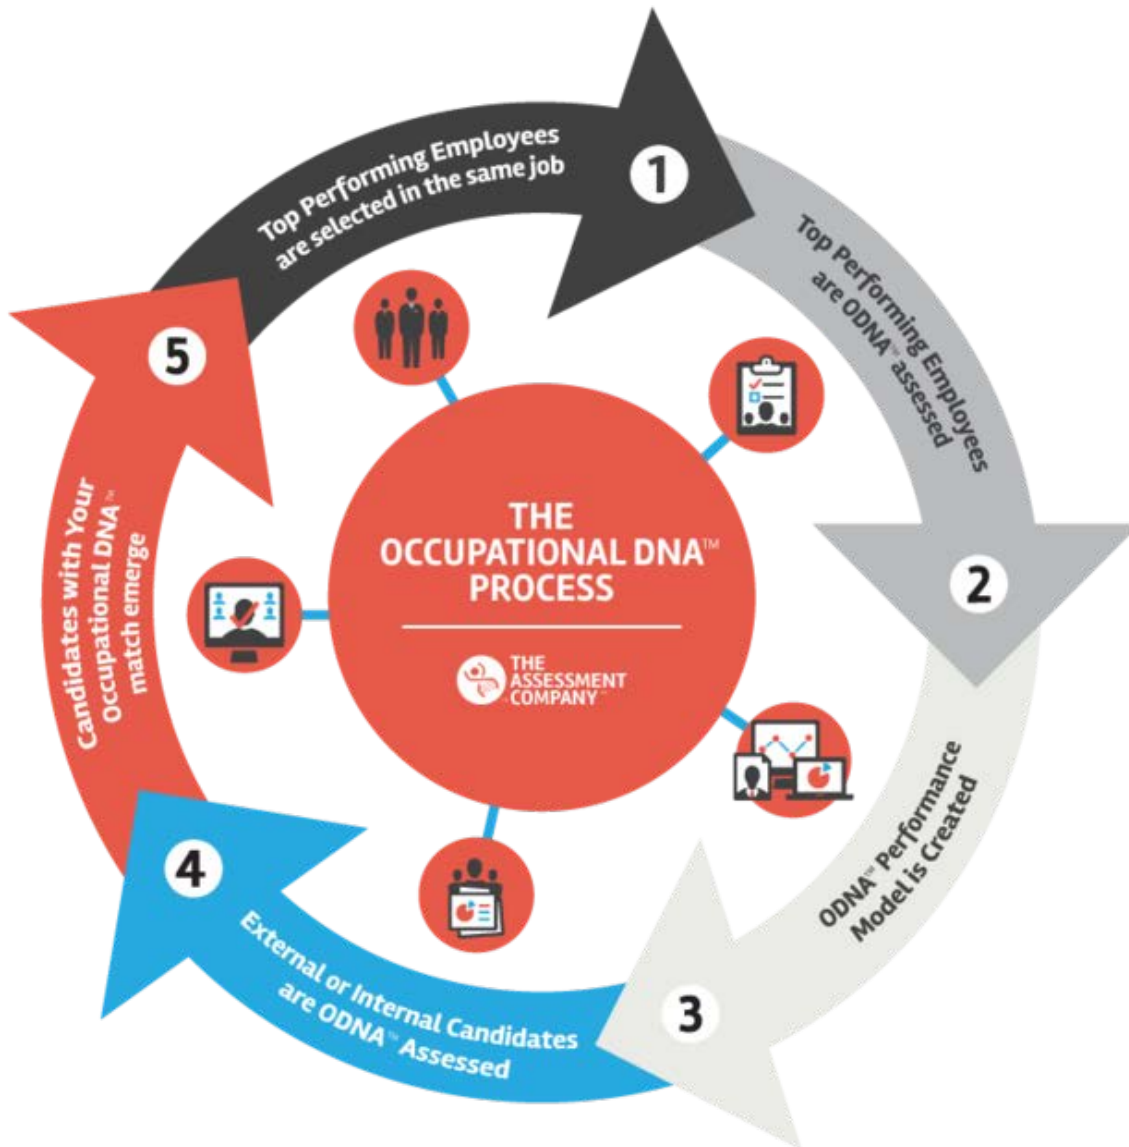 THE
OCCUPATIONAL DNA™
PROCESS
THE
ASSESSMENT
COMPANY™
1
Top Performing Employees
are selected in the same job
2
Top Performing Employees
are ODNA™ assessed
3
ODNA™ Performance
Model is Created
4
External or Internal Candidates
are ODNA™ Assessed
5
Candidates with Your
Occupational DNA™
match emerge